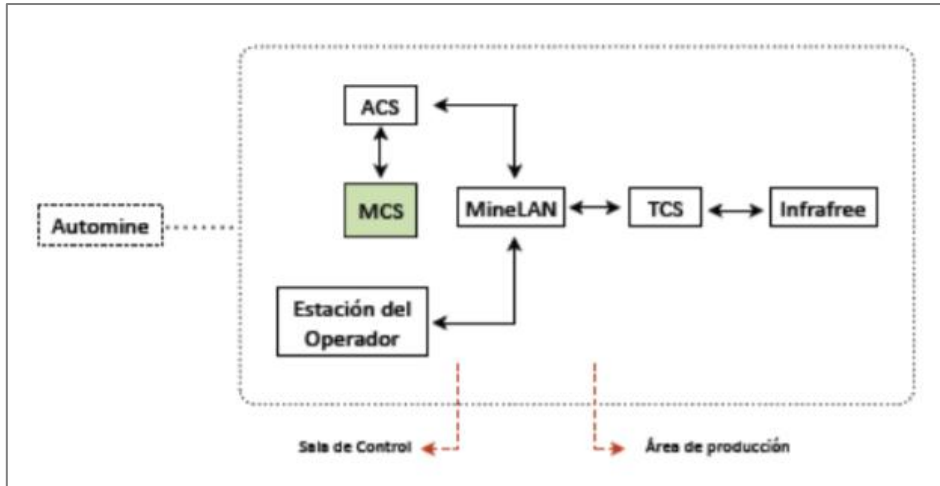 ACS
MCS
MineLAN
TCS
Infrafree
Automine
Estación del
Operador
Sala de Control
Área de producción